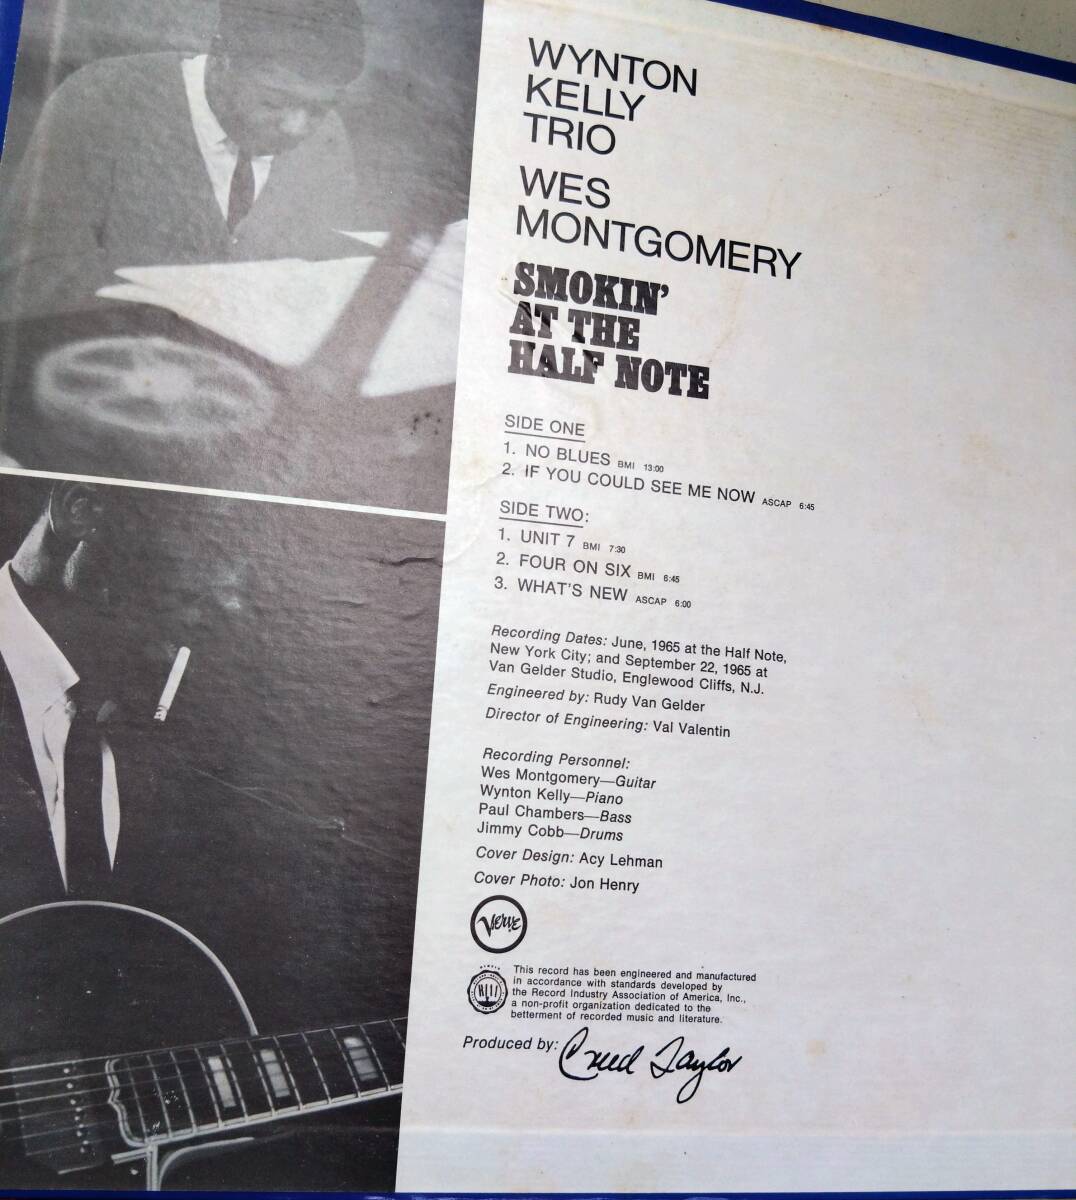 WYNTON
KELLY
TRIO
WES
MONTGOMERY
SMOKIN'
AT THE
HALF NOTE
SIDE ONE
1. NO BLUES BMI 13:00
2. IF YOU COULD SEE ME NOW ASCAP 6:45
SIDE TWO:
1. UNIT 7 BMI 7:30
2. FOUR ON SIX BMI 6:45
3. WHAT'S NEW ASCAP 6:00
Recording Dates: June, 1965 at the Half Note,
New York City; and September 22, 1965 at
Van Gelder Studio, Englewood Cliffs, N.J.
Engineered by: Rudy Van Gelder
Director of Engineering: Val Valentin
Recording Personnel:
Wes Montgomery—Guitar
Wynton Kelly—Piano
Paul Chambers—Bass
Jimmy Cobb—Drums
Cover Design: Acy Lehman
Cover Photo: Jon Henry
Verve
This record has been engineered and manufactured
in accordance with standards developed by
the Record Industry Association of America, Inc.,
a non-profit organization dedicated to the
betterment of recorded music and literature.
Produced by: Creed Taylor